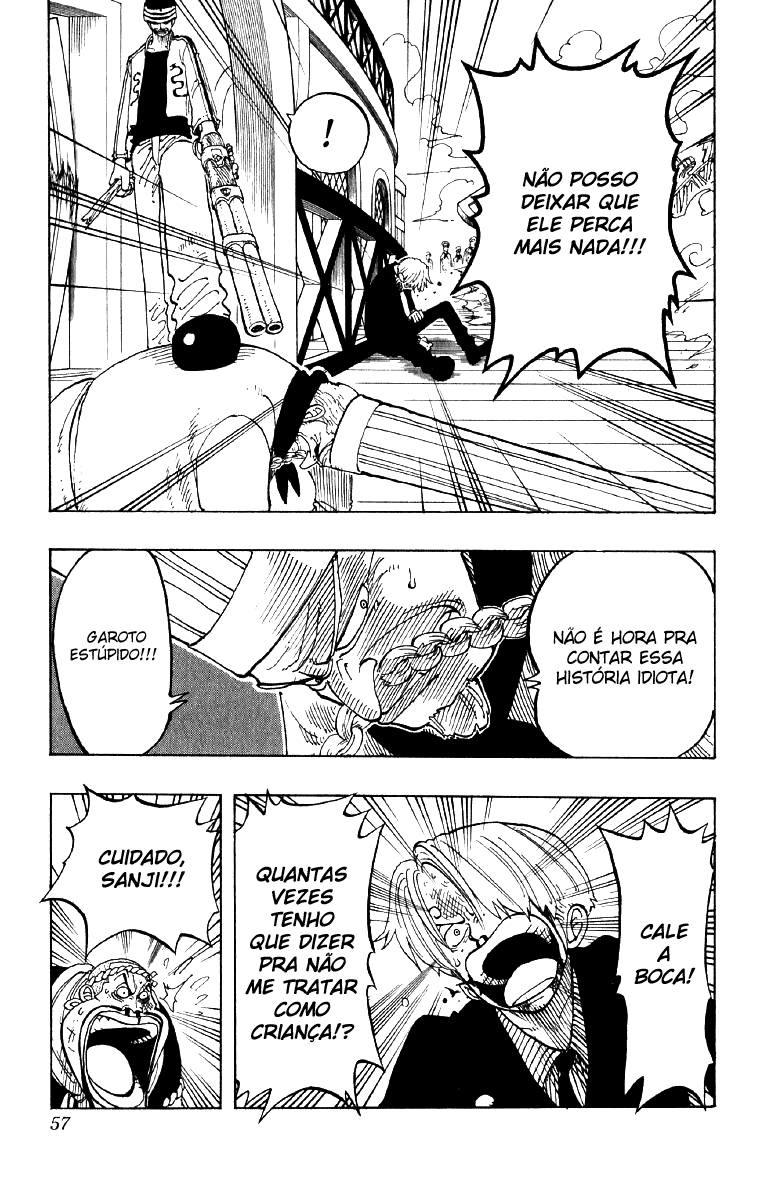 NÃO POSSO
DEIXAR QUE
ELE PERCA
MAIS NADA!!!
!
NÃO É HORA PRA
CONTAR ESSA
HISTÓRIA IDIOTA!
GAROTO
ESTÚPIDO!!!
CALE
A
BOCA!
QUANTAS
VEZES
TENHO
QUE DIZER
PRA NÃO
ME TRATAR
COMO
CRIANÇA!?
CUIDADO,
SANJI!!!
57